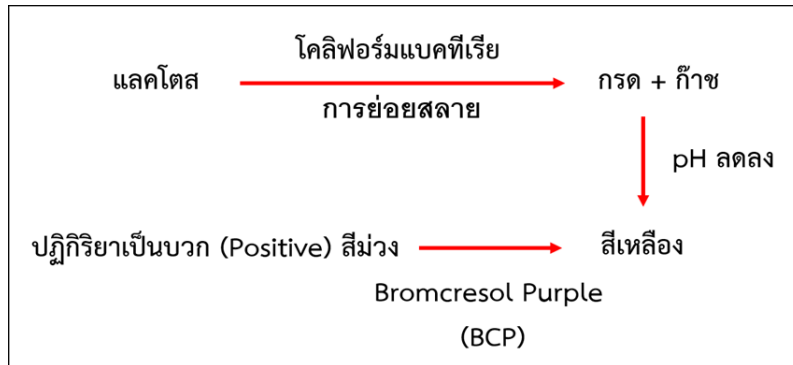 โคลิฟอร์มแบคทีเรีย
แลคโตส
กรด + ก๊าซ
การย่อยสลาย
pH ลดลง
ปฏิกิริยาเป็นบวก (Positive) สีม่วง
สีเหลือง
Bromcresol Purple
(BCP)